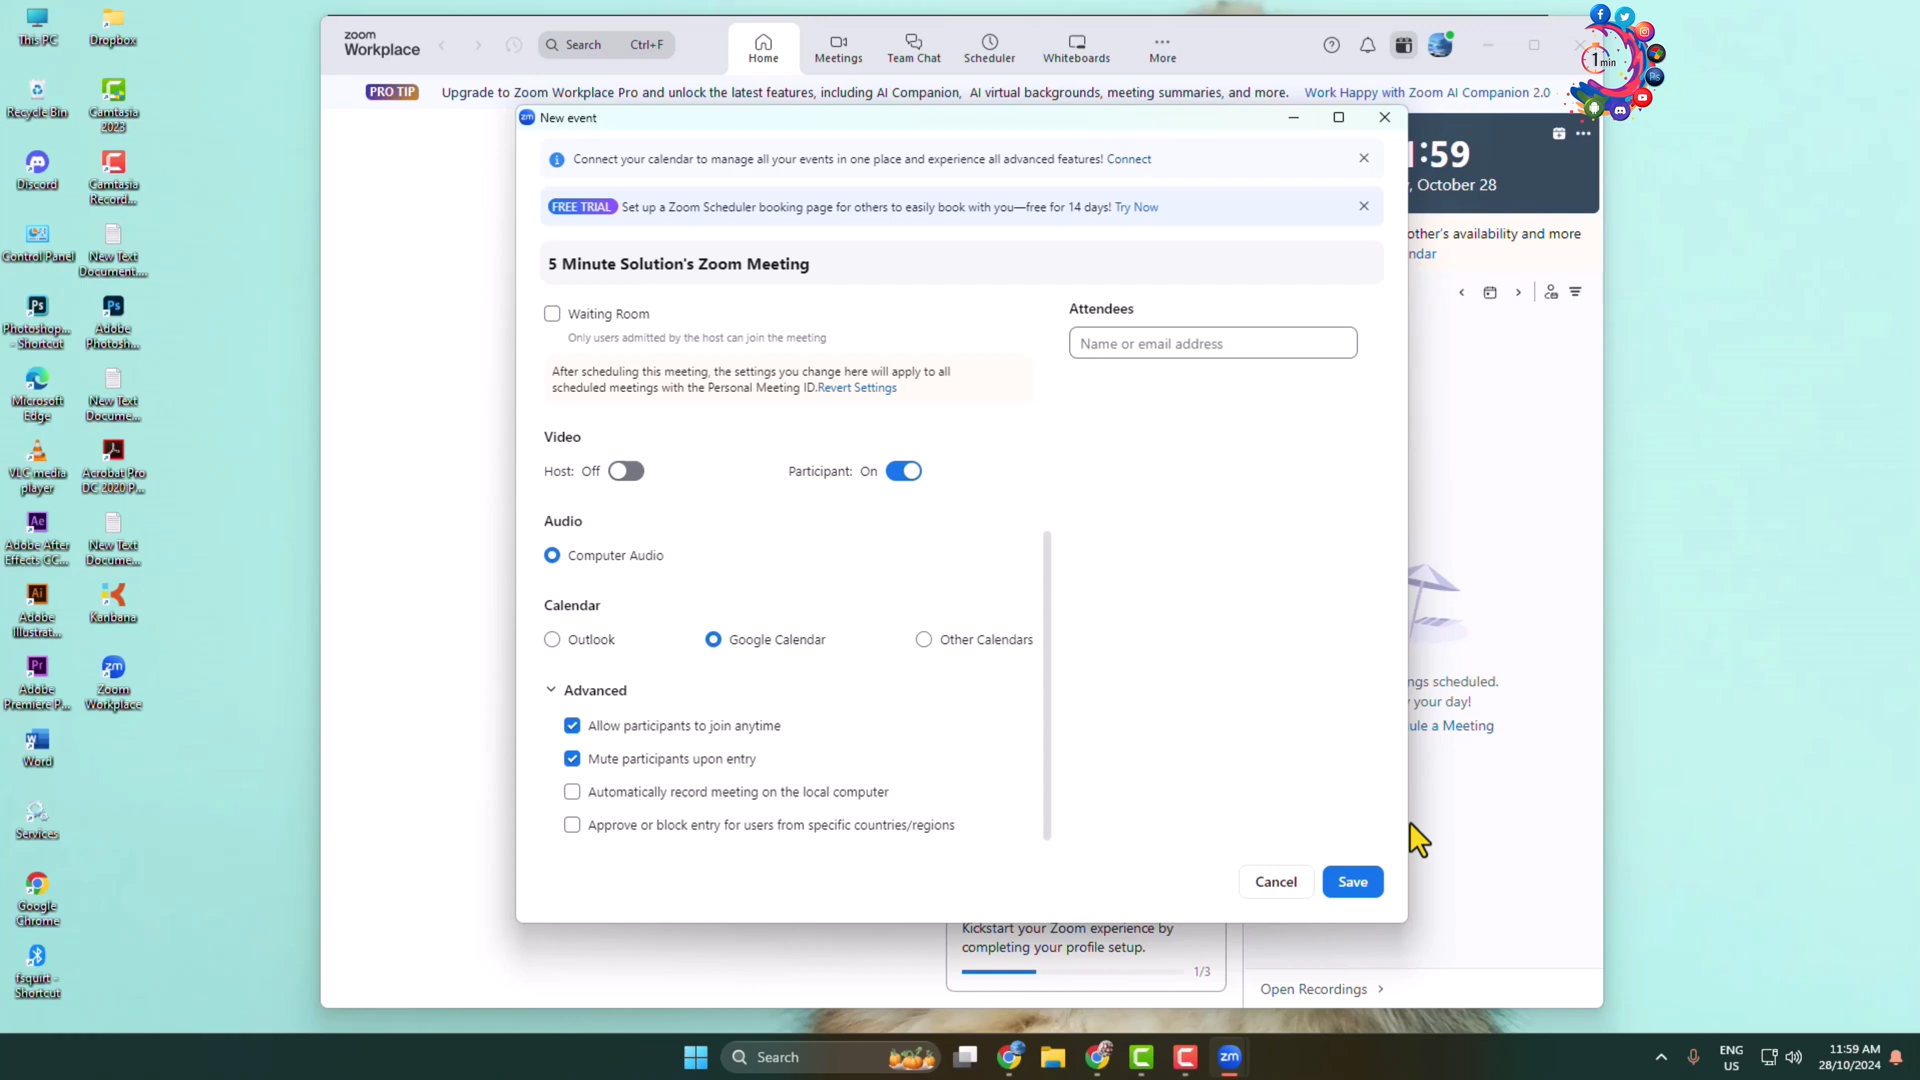 This PC
Dropbox
Recycle Bin
Camtasia
2023
Discord
Camtasia
Record...
Control Panel
New Text
Document....
Photoshop...
- Shortcut
Adobe
Photosh...
Microsoft
Edge
New Text
Docume...
VLC media
player
Acrobat Pro
DC 2020 P...
Adobe After
Effects CC...
New Text
Docume...
Adobe
Illustrat...
Kanbana
Adobe
Premiere P...
Zoom
Workplace
Word
Services
Google
Chrome
fsquirt -
Shortcut
zoom
Workplace
Search Ctrl+F
Home
Meetings
Team Chat
Scheduler
Whiteboards
More
1 min
PRO TIP Upgrade to Zoom Workplace Pro and unlock the latest features, including AI Companion, AI virtual backgrounds, meeting summaries, and more. Work Happy with Zoom AI Companion 2.0
zm New event
Connect your calendar to manage all your events in one place and experience all advanced features! Connect
FREE TRIAL Set up a Zoom Scheduler booking page for others to easily book with you—free for 14 days! Try Now
5 Minute Solution's Zoom Meeting
Waiting Room
Only users admitted by the host can join the meeting
After scheduling this meeting, the settings you change here will apply to all
scheduled meetings with the Personal Meeting ID.Revert Settings
Attendees
Name or email address
Video
Host: Off
Participant: On
Audio
Computer Audio
Calendar
Outlook
Google Calendar
Other Calendars
Advanced
Allow participants to join anytime
Mute participants upon entry
Automatically record meeting on the local computer
Approve or block entry for users from specific countries/regions
Cancel
Save
:59
, October 28
other's availability and more
ndar
ngs scheduled.
your day!
ule a Meeting
Kickstart your Zoom experience by
completing your profile setup.
1/3
Open Recordings
Search
zm
ENG
US
11:59 AM
28/10/2024